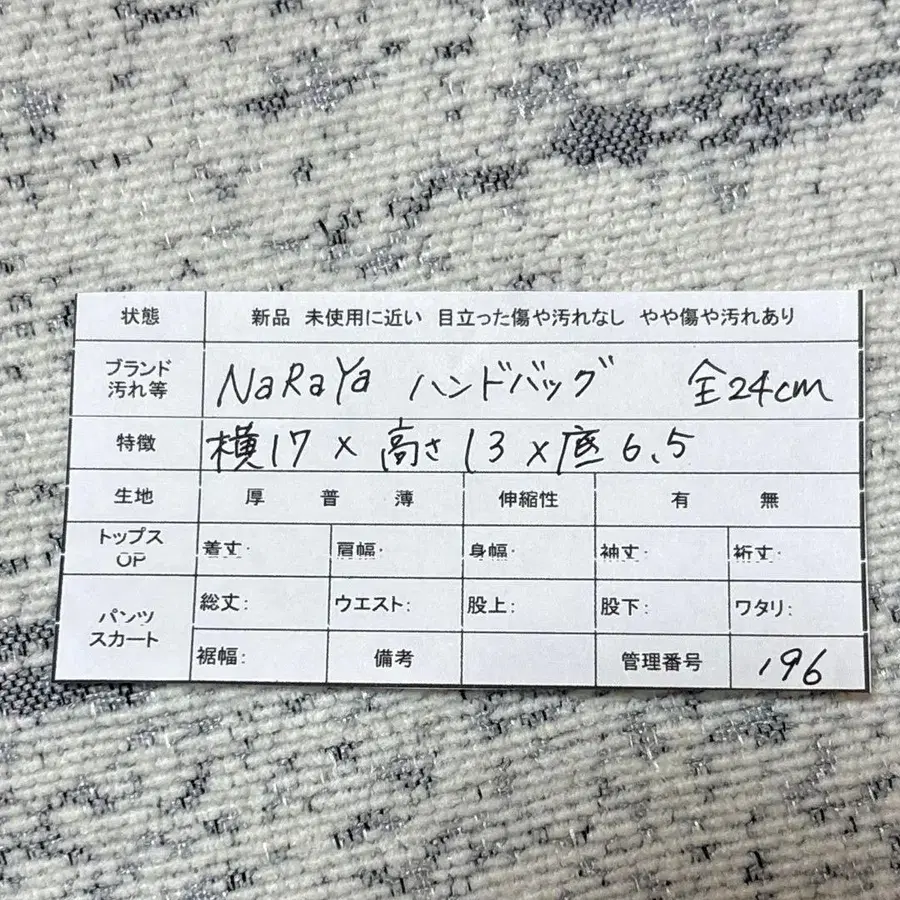 状態 新品 未使用に近い 目立った傷や汚れなし やや傷や汚れあり
ブランド
汚れ等 NaRaYa ハンドバッグ 全24cm
特徴 横17×高さ13×底6.5
生地 厚 普 薄 伸縮性 有 無
トップス
OP 着丈: 肩幅: 身幅: 袖丈: 裄丈:
パンツ
スカート 総丈: ウエスト: 股上: 股下: ワタリ:
裾幅: 備考 管理番号 196